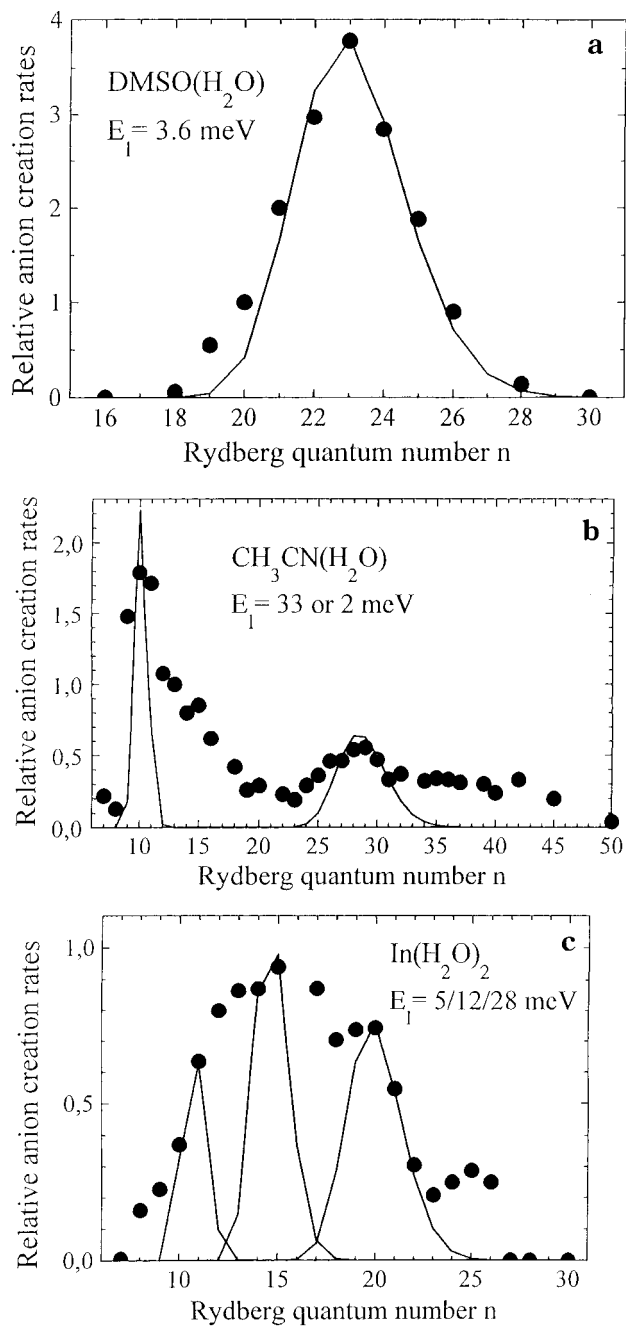 a
4
3
2
1
0
Relative anion creation rates
DMSO(H₂O)
E₁= 3.6 meV
16 18 20 22 24 26 28 30
Rydberg quantum number n
b
2.0
1.5
1.0
0.5
0,0
Relative anion creation rates
CH₃CN(H₂O)
E₁= 33 or 2 meV
10 15 20 25 30 35 40 45 50
Rydberg quantum number n
c
1,0
0,5
0,0
Relative anion creation rates
In(H₂O)₂
E₁= 5/12/28 meV
10 15 20 25 30
Rydberg quantum number n